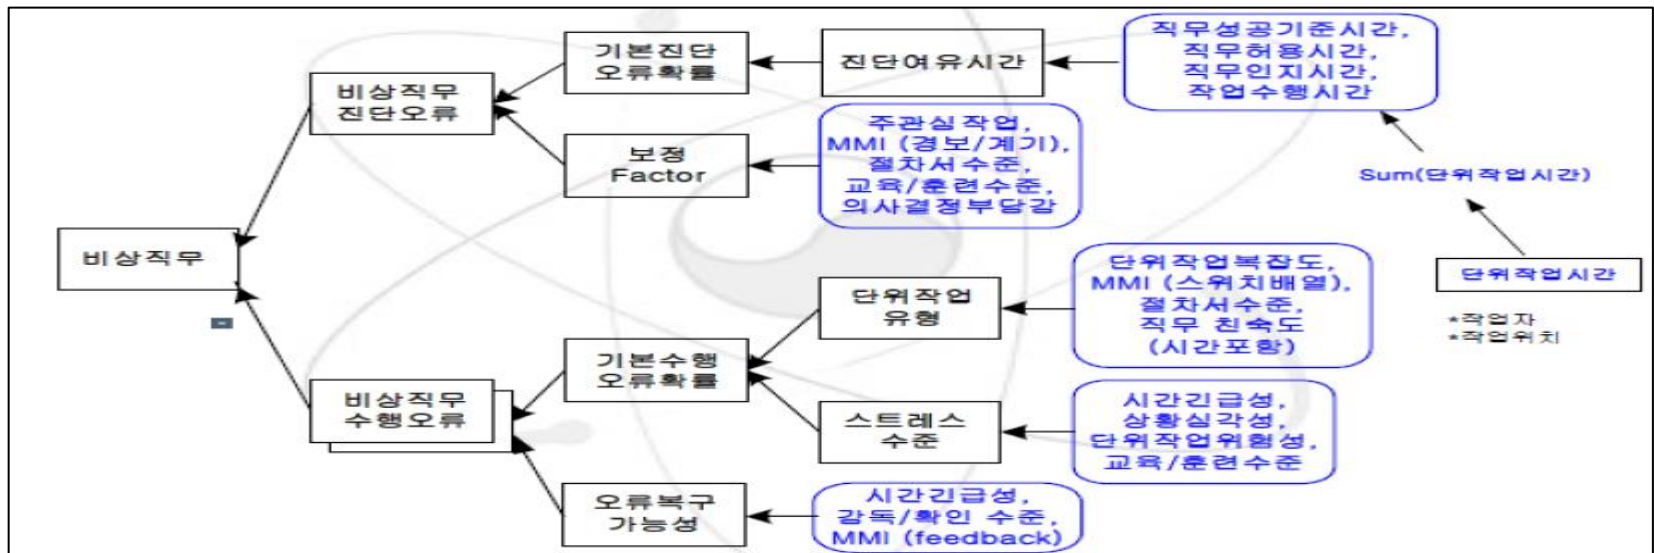 기본진단
오류확률
진단여유시간
직무성공기준시간,
직무허용시간,
직무인지시간,
작업수행시간
비상직무
진단오류
보정
Factor
주관심작업,
MMI (경보/계기),
절차서수준,
교육/훈련수준,
의사결정부담감
Sum(단위작업시간)
비상직무
단위작업
유형
단위작업복잡도,
MMI (스위치배열),
절차서수준,
직무 친숙도
(시간포함)
단위작업시간
*작업자
*작업위치
기본수행
오류확률
비상직무
수행오류
스트레스
수준
시간긴급성,
상황심각성,
단위작업위험성,
교육/훈련수준
오류복구
가능성
시간긴급성,
감독/확인 수준,
MMI (feedback)